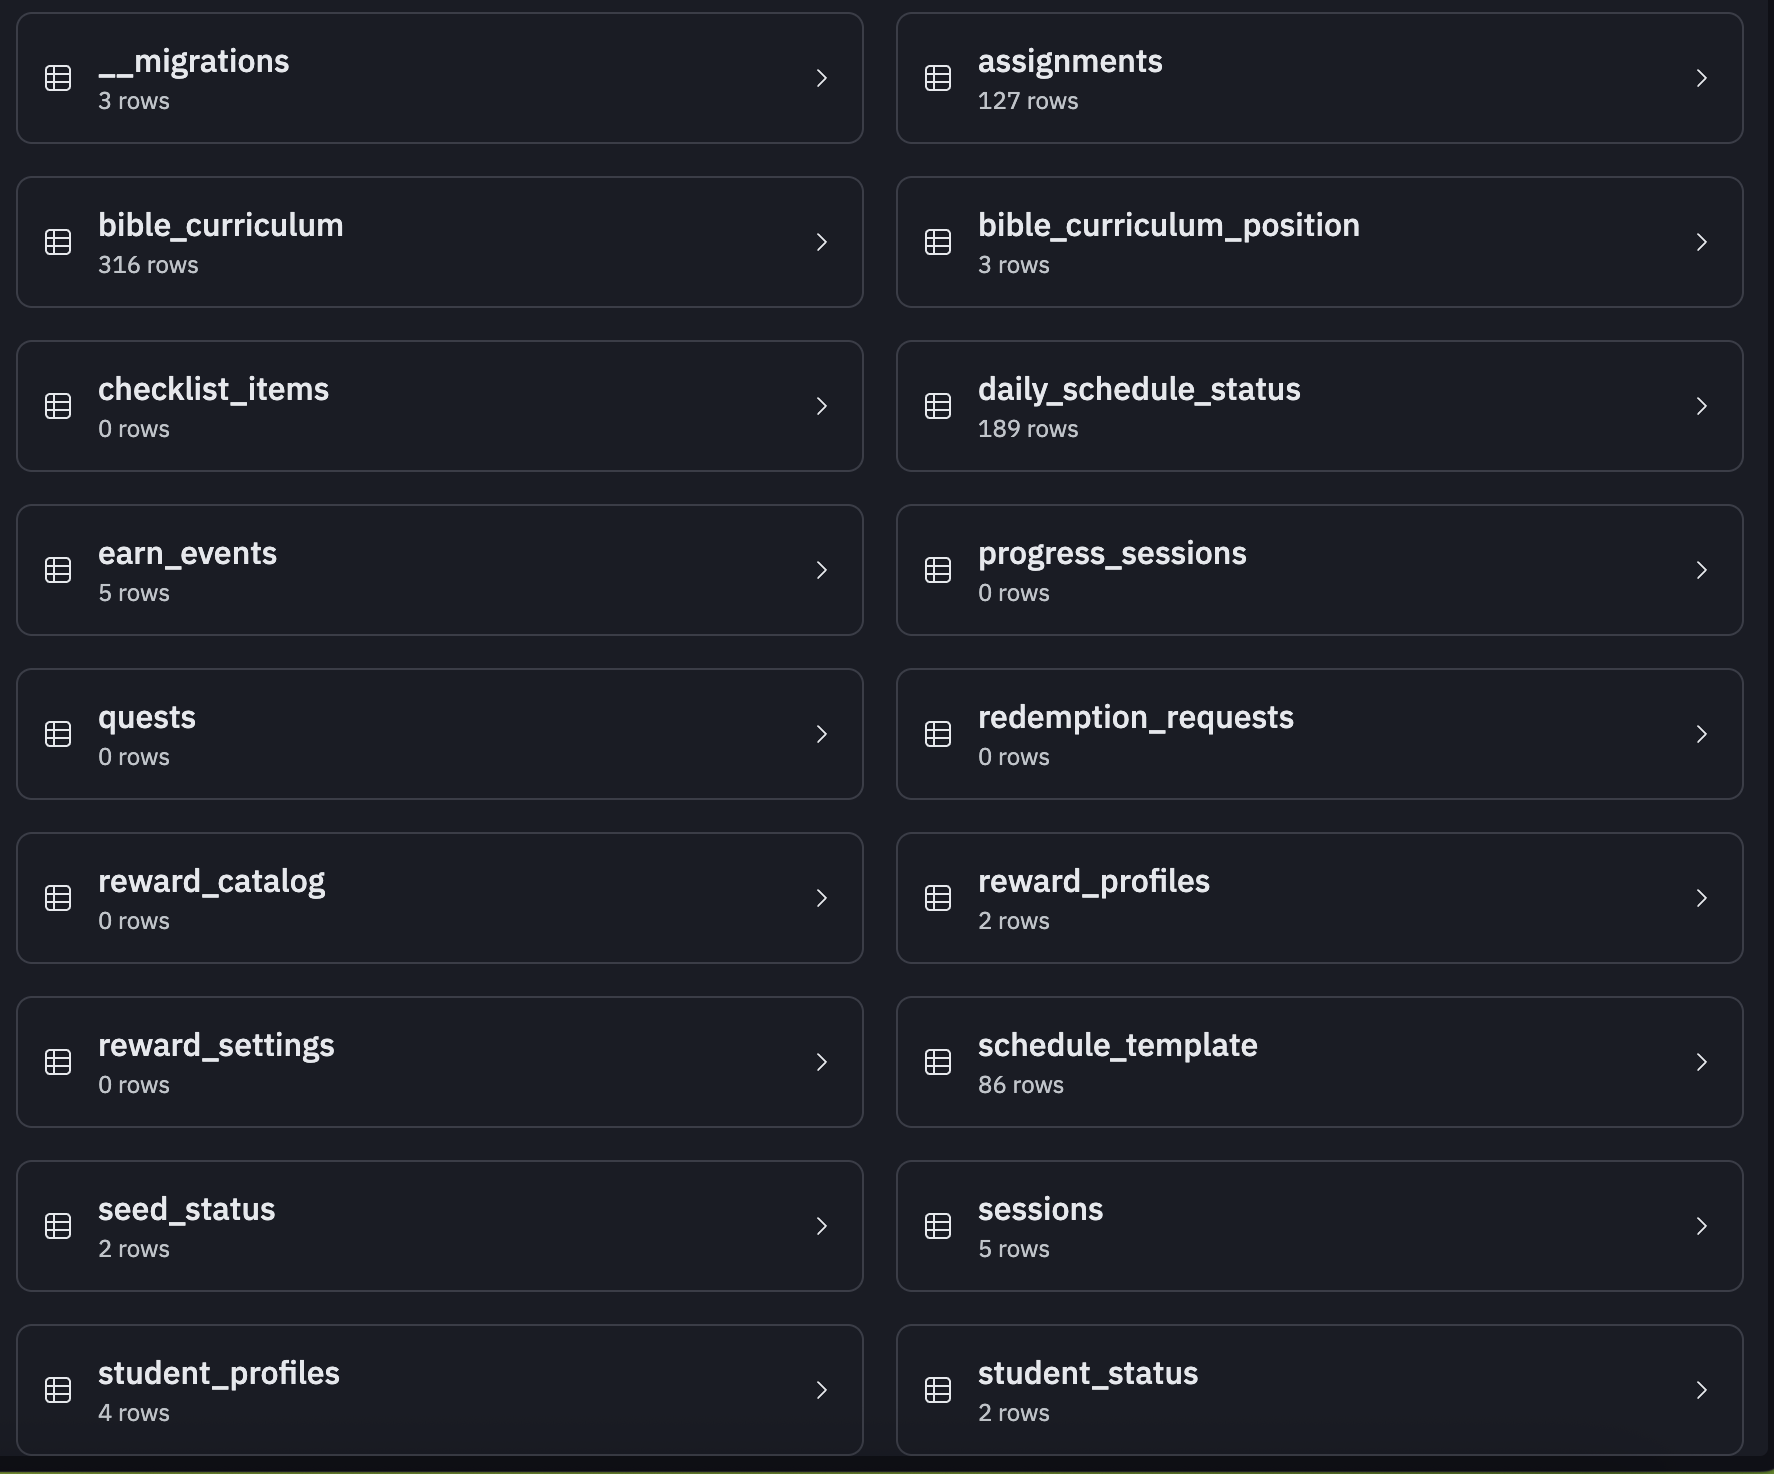 __migrations
3 rows
assignments
127 rows
bible_curriculum
316 rows
bible_curriculum_position
3 rows
checklist_items
0 rows
daily_schedule_status
189 rows
earn_events
5 rows
progress_sessions
0 rows
quests
0 rows
redemption_requests
0 rows
reward_catalog
0 rows
reward_profiles
2 rows
reward_settings
0 rows
schedule_template
86 rows
seed_status
2 rows
sessions
5 rows
student_profiles
4 rows
student_status
2 rows